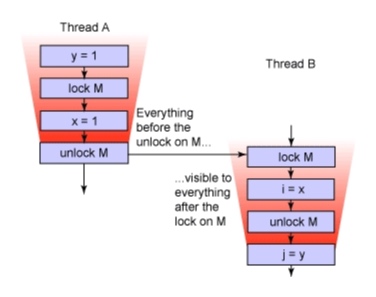 Thread A
y = 1
lock M
x = 1
unlock M
Everything
before the
unlock on M...
Thread B
lock M
i = x
unlock M
j = y
...visible to
everything
after the
lock on M